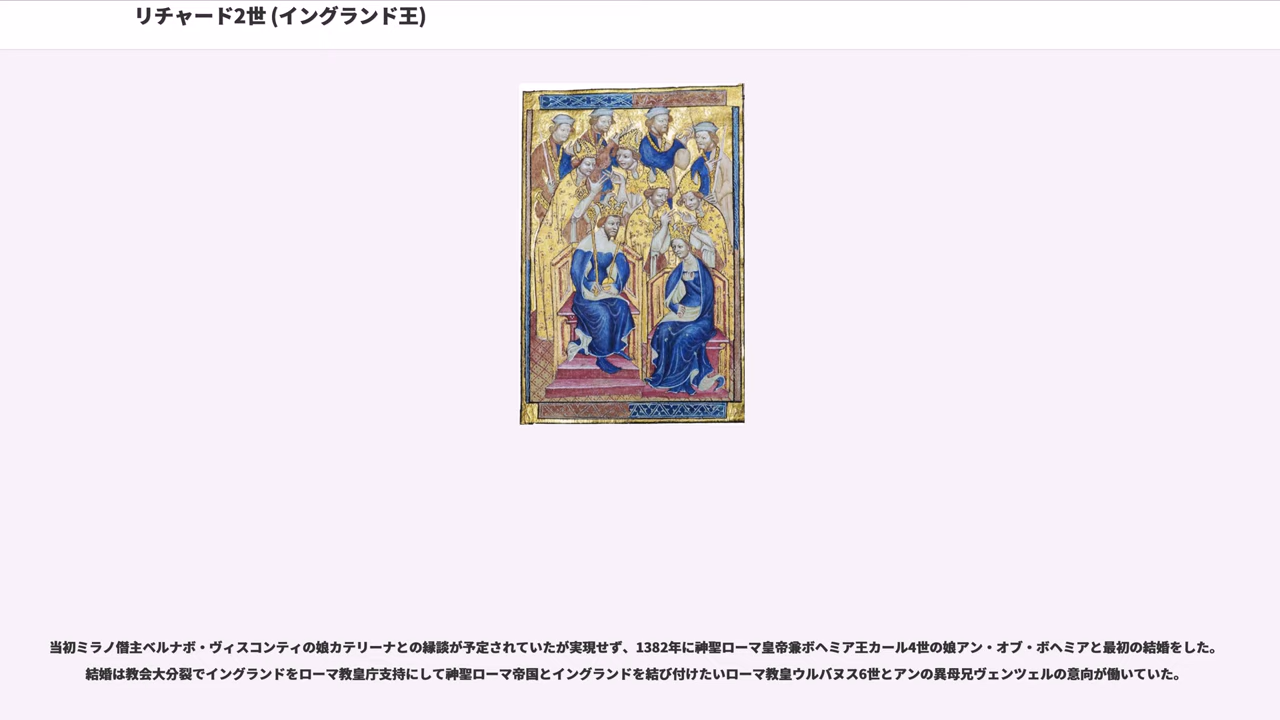 リチャード2世 (イングランド王)
当初ミラノ僭主ベルナボ・ヴィスコンティの娘カテリーナとの縁談が予定されていたが実現せず、1382年に神聖ローマ皇帝兼ボヘミア王カール4世の娘アン・オブ・ボヘミアと最初の結婚をした。
結婚は教会大分裂でイングランドをローマ教皇庁支持にして神聖ローマ帝国とイングランドを結び付けたいローマ教皇ウルバヌス6世とアンの異母兄ヴェンツェルの意向が働いていた。